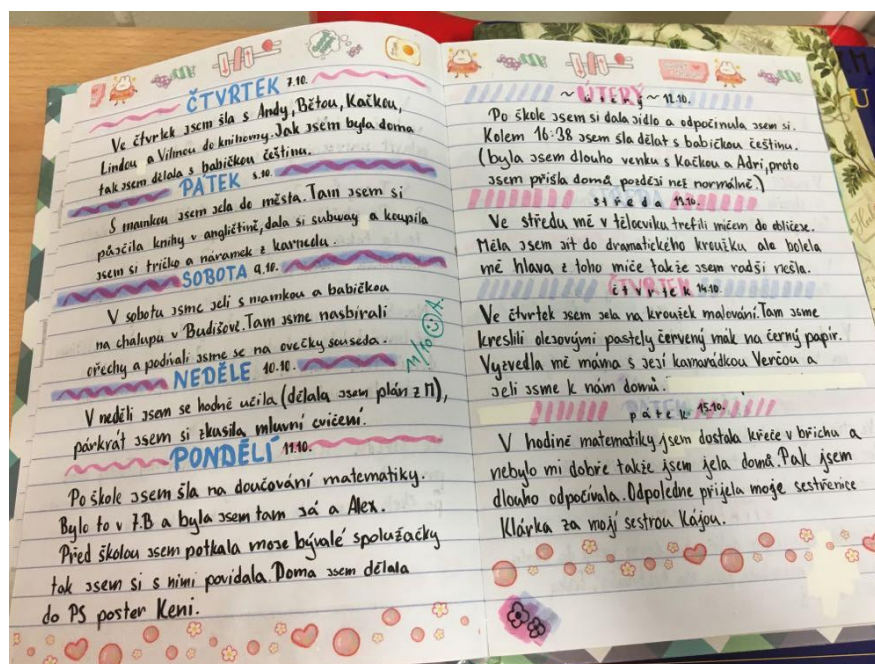 ČTVRTEK 7.10.
Ve čtvrtek jsem šla s Andy, Bětou, Kačkou,
Lindou a Vilmou do knihovny. Jak jsem byla doma
tak jsem dělala s babičkou češtinu.
PÁTEK 8.10.
S mamkou jsem jela do města. Tam jsem si
půjčila knihy v angličtině, dala si subway a koupila
jsem si tričko a náramek z karnedu.
SOBOTA 9.10.
V sobotu jsme jeli s mamkou a babičkou
na chalupu v Budišově. Tam jsme nasbírali
ořechy a podívali jsme se na ovečky souseda.
NEDĚLE 10.10.
V neděli jsem se hodně učila (dělala jsem plán z M),
párkrát jsem si zkusila mluvní cvičení.
PONDĚLÍ 11.10.
Po škole jsem šla na doučování matematiky.
Bylo to v 7.B a byla jsem tam já a Alex.
Před školou jsem potkala moje bývalé spolužačky
tak jsem si s nimi povídala. Doma jsem dělala
do PS poster Keni.
~ ÚTERÝ ~ 12.10.
Po škole jsem si dala jídlo a odpočinula jsem si.
Kolem 16:38 jsem šla dělat s babičkou češtinu.
(byla jsem dlouho venku s Kačkou a Adri, proto
jsem přišla domů později než normálně.)
středa 13.10.
Ve středu mě v tělocviku trefili míčem do obličeje.
Měla jsem jít do dramatického kroužku ale bolela
mě hlava z toho míče takže jsem radši nešla.
čtvrtek 14.10.
Ve čtvrtek jsem jela na kroužek malování. Tam jsme
kreslili olejovými pastely červený mák na černý papír.
Vyzvedla mě máma s její kamarádkou Verčou a
jeli jsme k nám domů.
pátek 15.10.
V hodině matematiky jsem dostala křeče v břichu a
nebylo mi dobře takže jsem jela domů. Pak jsem
dlouho odpočívala. Odpoledne přijela moje sestřenice
Klárka za mojí sestrou Kájou.